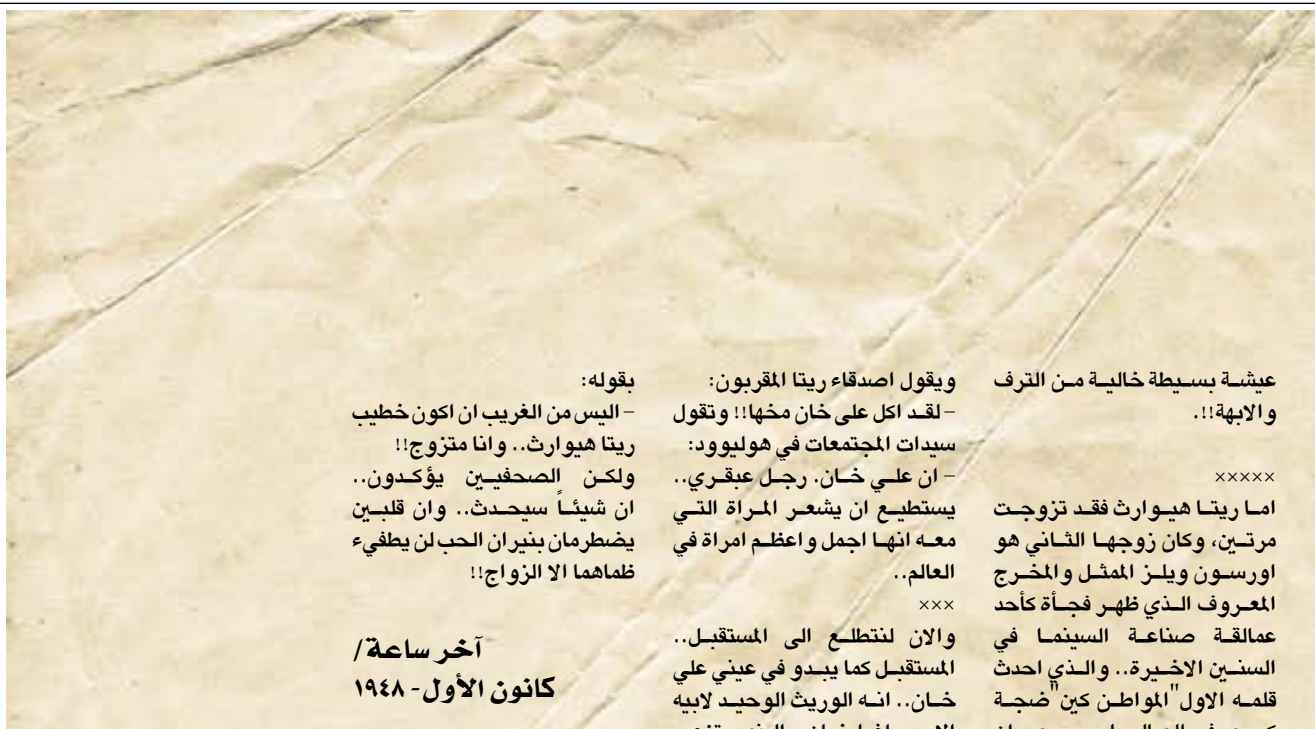 عيشة بسيطة خالية من الترف
والابهة!!.
×××××
اما ريتا هيوارث فقد تزوجت
مرتين، وكان زوجها الثاني هو
اورسون ويلز الممثل والمخرج
المعروف الذي ظهر فجأة كأحد
عمالقة صناعة السينما في
السنين الاخيرة.. والذي احدث
قلمه الاول"المواطن كين"ضجة
ويقول اصدقاء ريتا المقربون:
- لقد اكل على خان مخها!! وتقول
سيدات المجتمعات في هوليوود:
- ان علي خان. رجل عبقري..
يستطيع ان يشعر المراة التي
معه انها اجمل واعظم امراة في
العالم..
×××
والان لنتطلع الى المستقبل..
المستقبل كما يبدو في عيني علي
خان.. انه الوريث الوحيد لابيه
بقوله:
- اليس من الغريب ان اكون خطيب
ريتا هيوارث.. وانا متزوج!!
ولكن الصحفيين يؤكدون..
ان شيئاً سيحدث.. وان قلبين
يضطرمان بنيران الحب لن يطفيء
ظماهما الا الزواج!!
آخر ساعة/
كانون الأول- ١٩٤٨